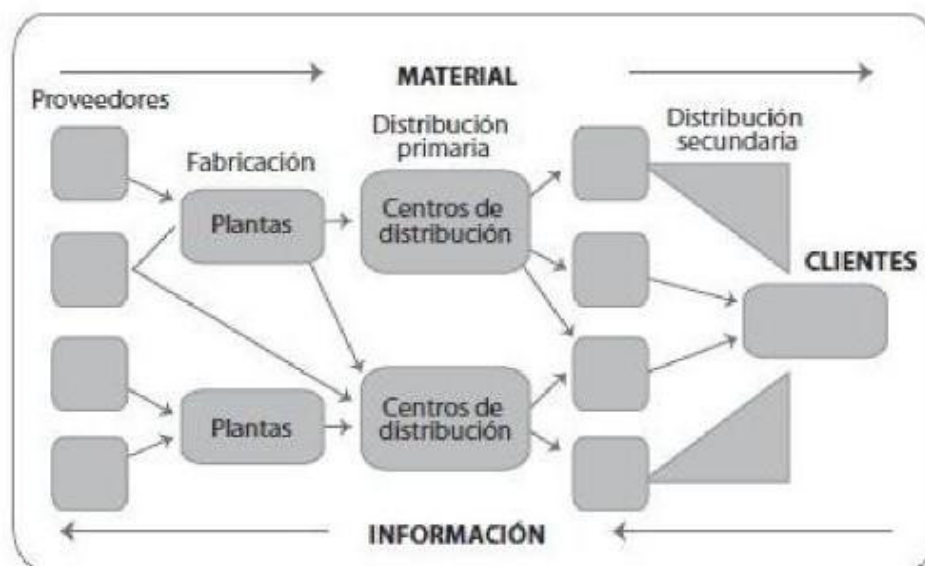 MATERIAL
Proveedores
Fabricación
Distribución
primaria
Distribución
secundaria
Plantas
Centros de
distribución
CLIENTES
Plantas
Centros de
distribución
INFORMACIÓN